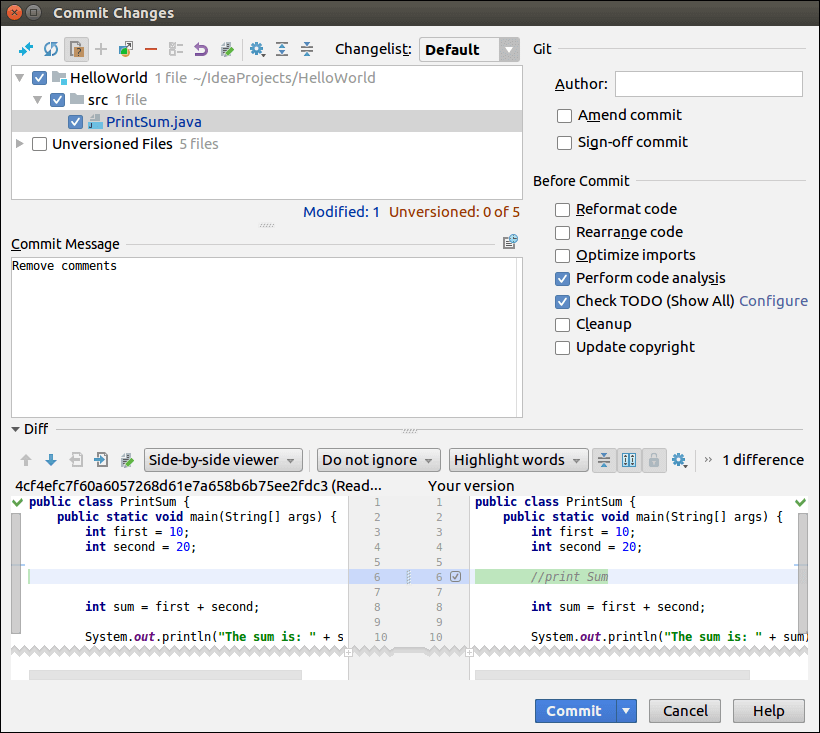 Commit Changes
Changelist: Default
HelloWorld 1 file ~/IdeaProjects/HelloWorld
src 1 file
PrintSum.java
Unversioned Files 5 files
Modified: 1 Unversioned: 0 of 5
Commit Message
Remove comments
Git
Author:
Amend commit
Sign-off commit
Before Commit
Reformat code
Rearrange code
Optimize imports
Perform code analysis
Check TODO (Show All) Configure
Cleanup
Update copyright
Diff
Side-by-side viewer Do not ignore Highlight words » 1 difference
4cf4efc7f60a6057268d61e7a658b6b75ee2fdc3 (Read... Your version
public class PrintSum { 1 1 public class PrintSum {
public static void main(String[] args) { 2 2 public static void main(String[] args) {
int first = 10; 3 3 int first = 10;
int second = 20; 4 4 int second = 20;
5 5
6 6 //print Sum
7 7
int sum = first + second; 8 8 int sum = first + second;
9 9
System.out.println("The sum is: " + s 10 10 System.out.println("The sum is: " + sum)
Commit Cancel Help